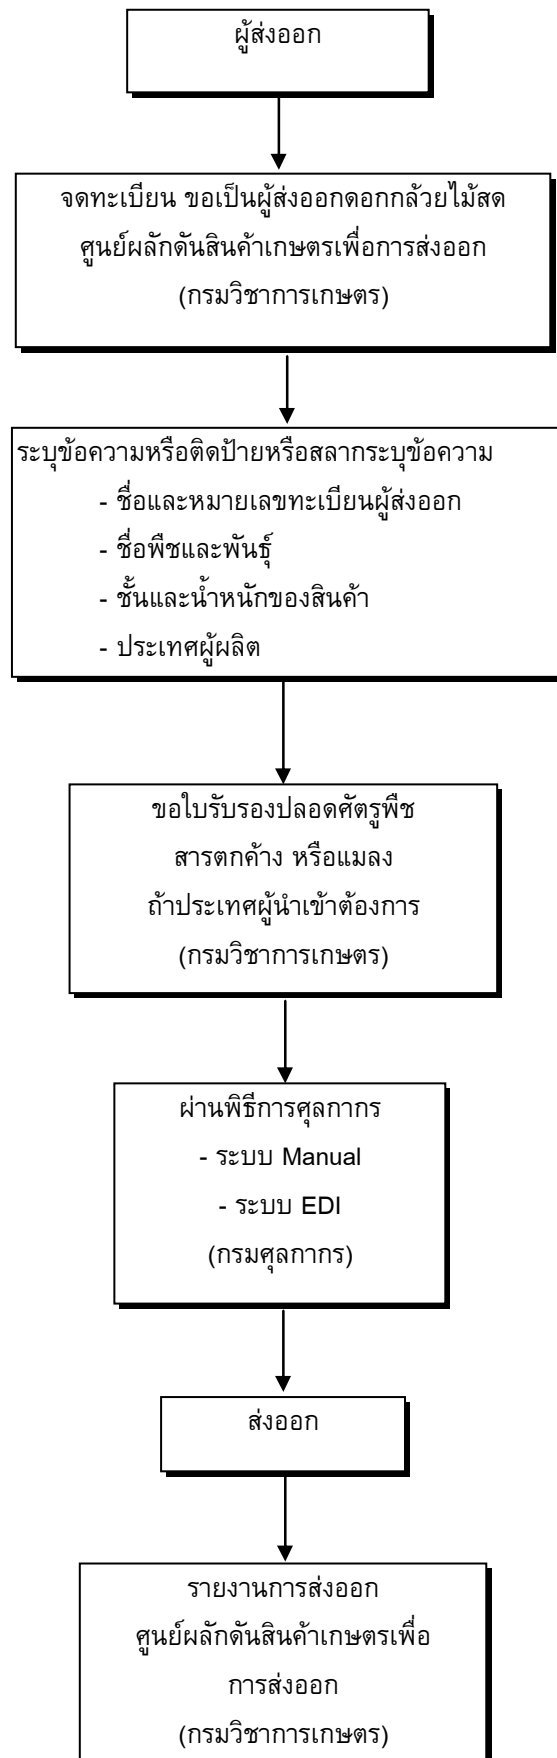 ผู้ส่งออก
จดทะเบียน ขอเป็นผู้ส่งออกดอกกล้วยไม้สด
ศูนย์ผลักดันสินค้าเกษตรเพื่อการส่งออก
(กรมวิชาการเกษตร)
ระบุข้อความหรือติดป้ายหรือสลากระบุข้อความ
- ชื่อและหมายเลขทะเบียนผู้ส่งออก
- ชื่อพืชและพันธุ์
- ชั้นและน้ำหนักของสินค้า
- ประเทศผู้ผลิต
ขอใบรับรองปลอดศัตรูพืช
สารตกค้าง หรือแมลง
ถ้าประเทศผู้นำเข้าต้องการ
(กรมวิชาการเกษตร)
ผ่านพิธีการศุลกากร
- ระบบ Manual
- ระบบ EDI
(กรมศุลกากร)
ส่งออก
รายงานการส่งออก
ศูนย์ผลักดันสินค้าเกษตรเพื่อ
การส่งออก
(กรมวิชาการเกษตร)